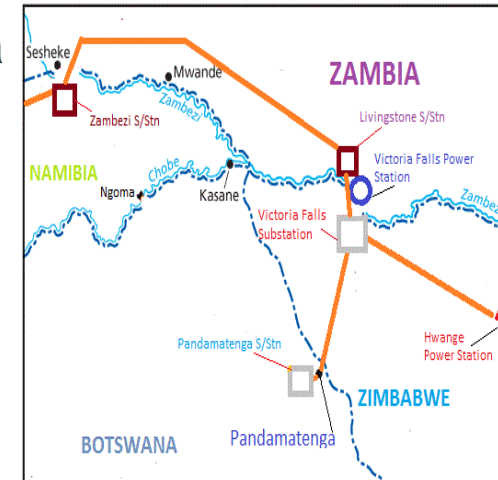 Sesheke
Mwande
ZAMBIA
Zambezi S/Stn
Zambezi
Livingstone S/Stn
NAMIBIA
Chobe
Victoria Falls Power
Station
Ngoma
Kasane
Zambezi
Victoria Falls
Substation
Pandamatenga S/Stn
Hwange
Power Station
ZIMBABWE
BOTSWANA
Pandamatenga